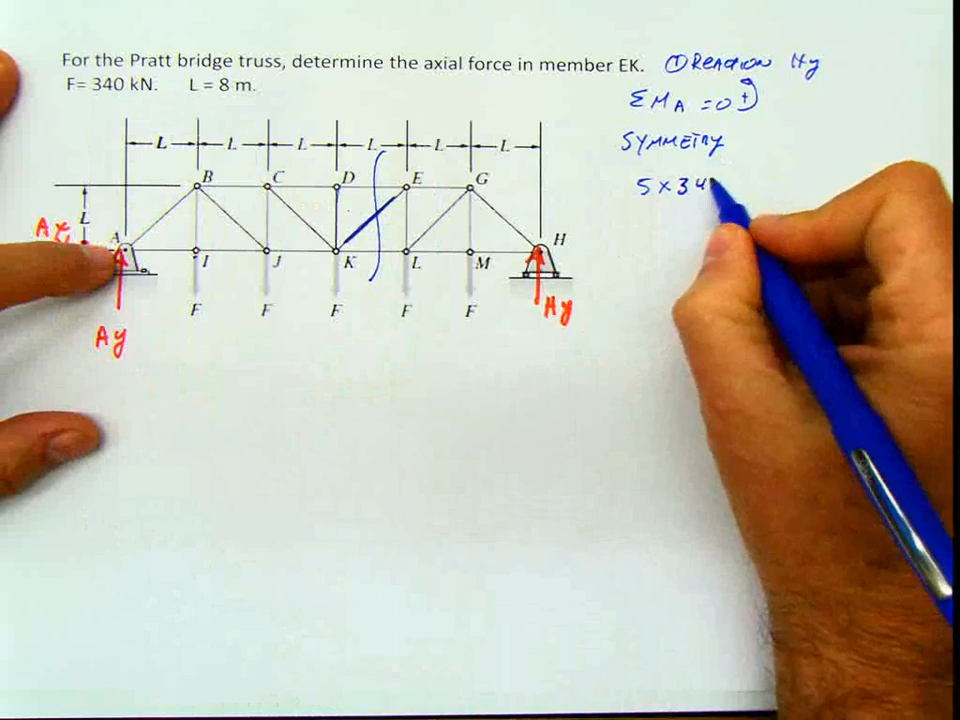 For the Pratt bridge truss, determine the axial force in member EK.
F= 340 kN. L = 8 m.
① REACTION Hy
ΣMA = 0 +
SYMMETRY
5 × 34
L L L L L L
B C D E G
L
Ax A H
I J K L M
F F F F F
Ay Hy